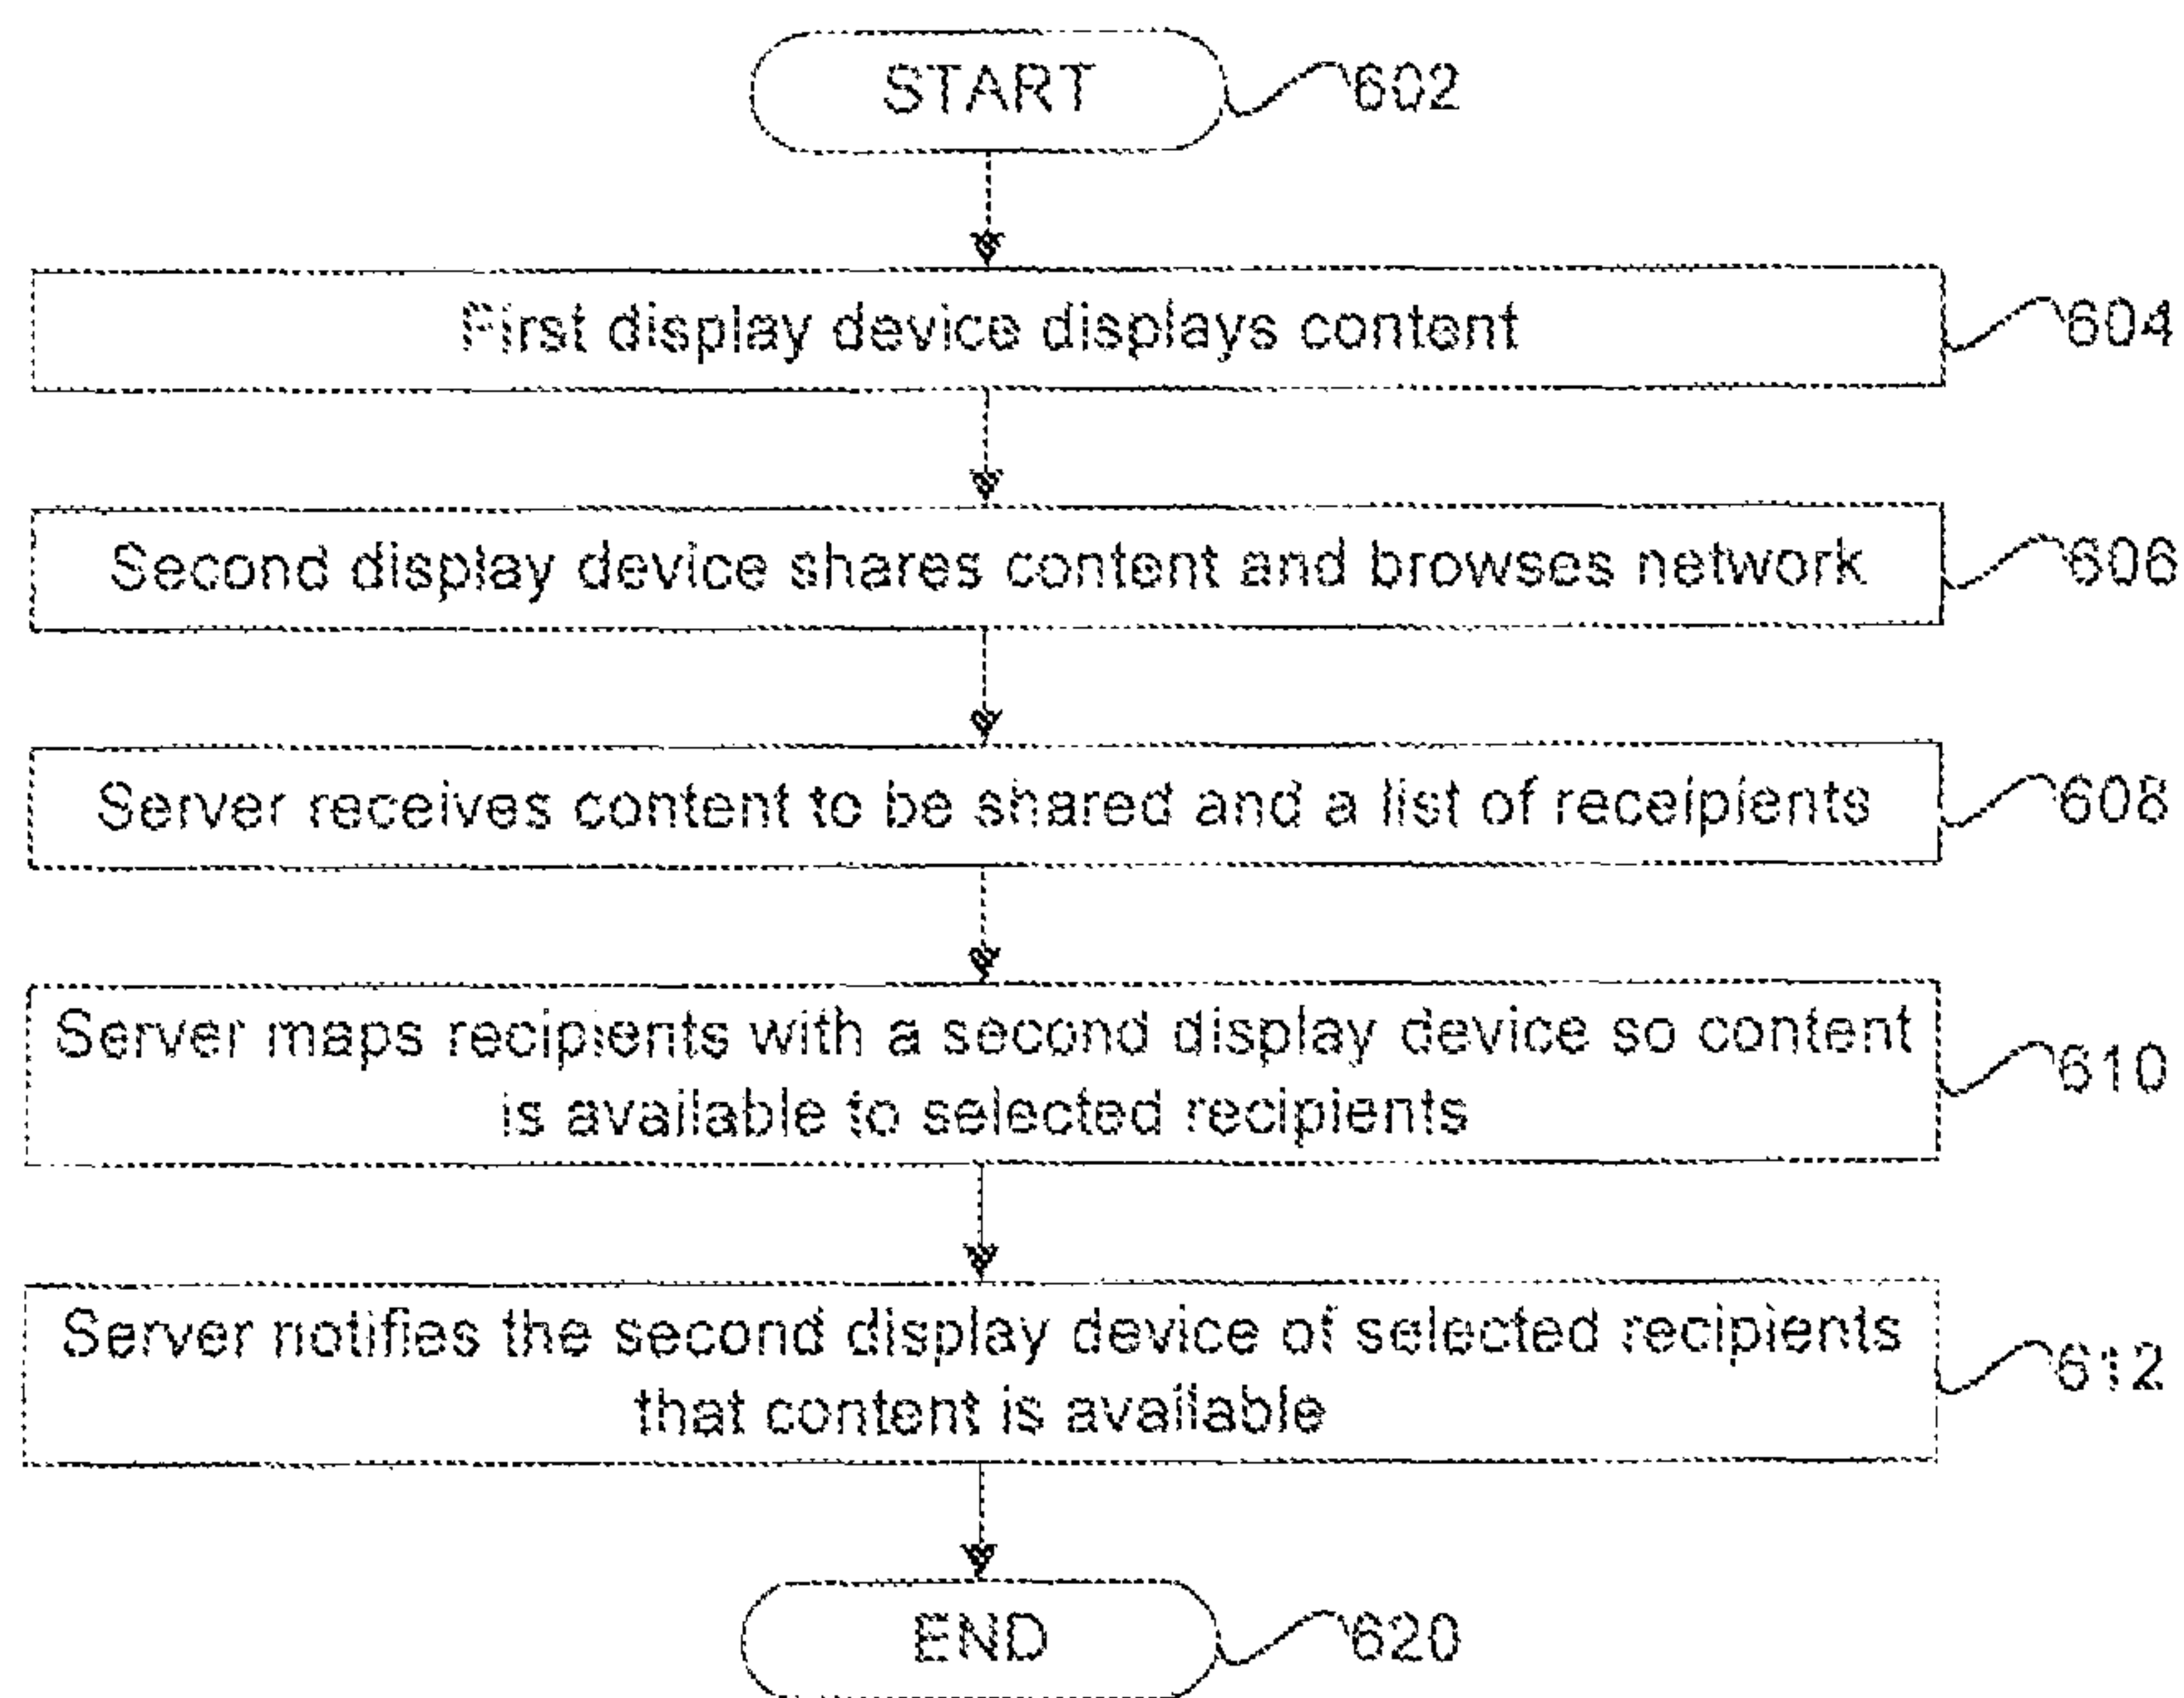 START
602
First display device displays content
604
Second display device shares content and browses network
606
Server receives content to be shared and a list of receipients
608
Server maps recipients with a second display device so content
is available to selected recipients
610
Server notifies the second display device of selected recipients
that content is available
612
END
620